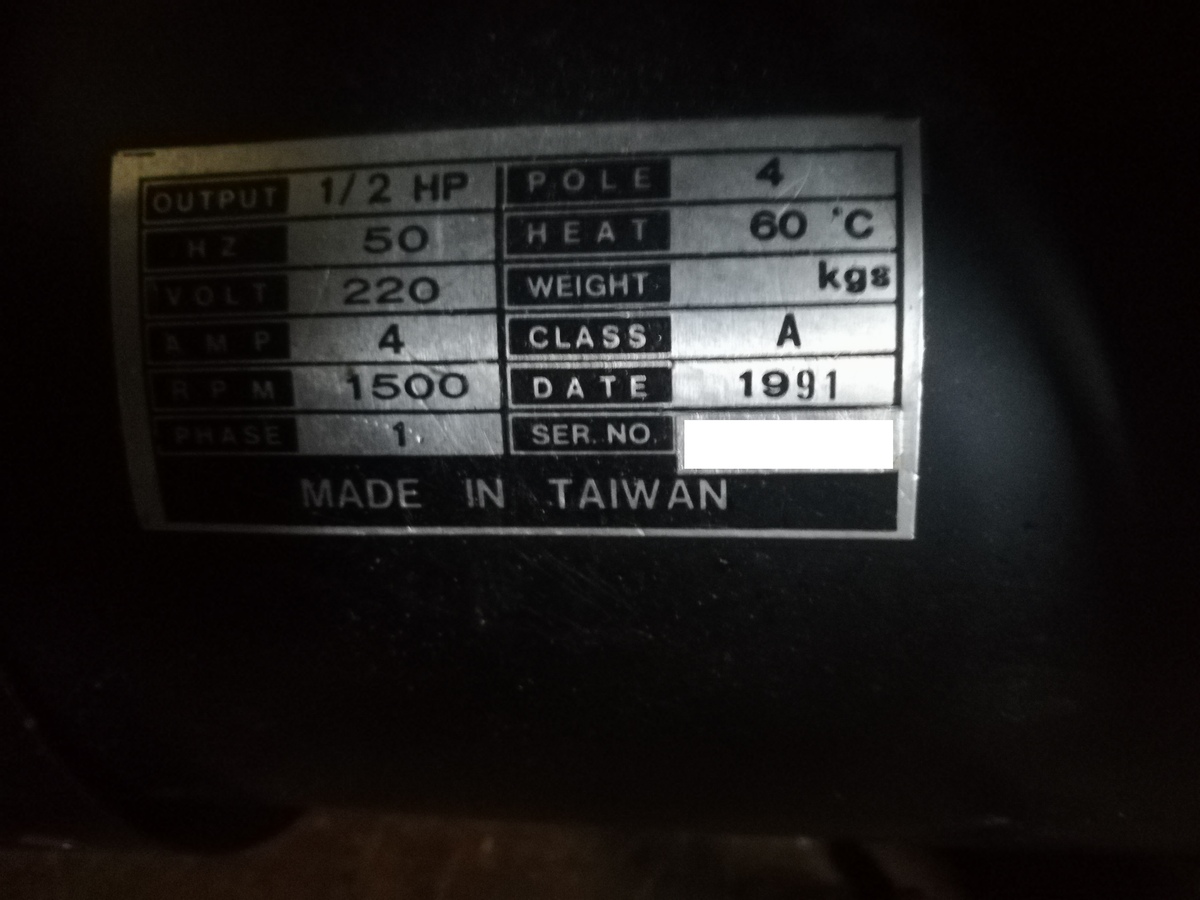 OUTPUT 1/2 HP POLE 4
HZ 50 HEAT 60 °C
VOLT 220 WEIGHT kgs
AMP 4 CLASS A
RPM 1500 DATE 1991
PHASE 1 SER. NO.
MADE IN TAIWAN